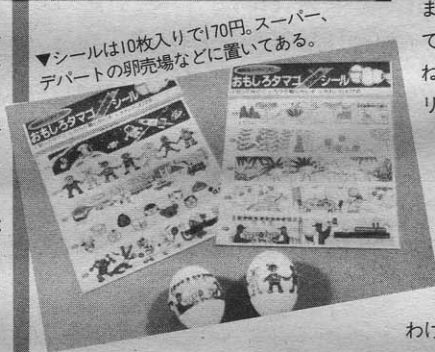 ▼シールは10枚入りで170円。スーパー、
デパートの卵売場などに置いてある。
おもしろタマゴ
シール
おもしろタマゴ
シール
ま
て
ね
リ
わけ